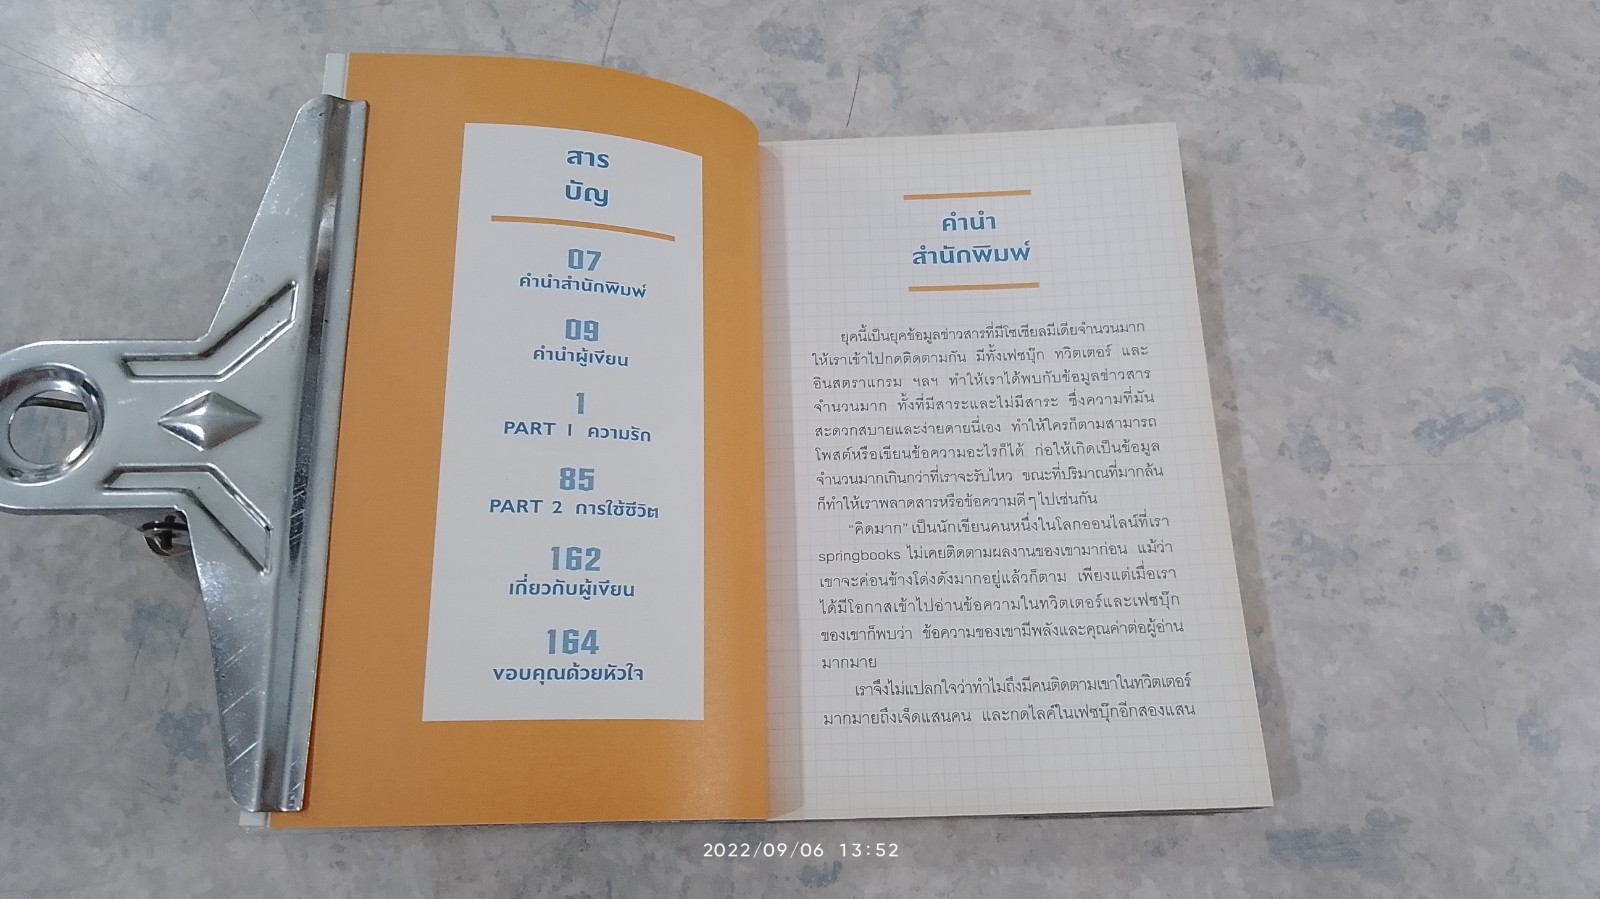 สาร
บัญ
07
คำนำสำนักพิมพ์
09
คำนำผู้เขียน
1
PART 1 ความรัก
85
PART 2 การใช้ชีวิต
162
เกี่ยวกับผู้เขียน
164
ขอบคุณด้วยหัวใจ
คำนำ
สำนักพิมพ์
ยุคนี้เป็นยุคข้อมูลข่าวสารที่มีโซเชียลมีเดียจำนวนมาก
ให้เราเข้าไปกดติดตามกัน มีทั้งเฟซบุ๊ก ทวิตเตอร์ และ
อินสตราแกรม ฯลฯ ทำให้เราได้พบกับข้อมูลข่าวสาร
จำนวนมาก ทั้งที่มีสาระและไม่มีสาระ ซึ่งความที่มัน
สะดวกสบายและง่ายดายนี่เอง ทำให้ใครก็ตามสามารถ
โพสต์หรือเขียนข้อความอะไรก็ได้ ก่อให้เกิดเป็นข้อมูล
จำนวนมากเกินกว่าที่เราจะรับไหว ขณะที่ปริมาณที่มากล้น
ก็ทำให้เราพลาดสารหรือข้อความดีๆ ไปเช่นกัน
"คิดมาก" เป็นนักเขียนคนหนึ่งในโลกออนไลน์ที่เรา
springbooks ไม่เคยติดตามผลงานของเขามาก่อน แม้ว่า
เขาจะค่อนข้างโด่งดังมากอยู่แล้วก็ตาม เพียงแต่เมื่อเรา
ได้มีโอกาสเข้าไปอ่านข้อความในทวิตเตอร์และเฟซบุ๊ก
ของเขาก็พบว่า ข้อความของเขามีพลังและคุณค่าต่อผู้อ่าน
มากมาย
เราจึงไม่แปลกใจว่าทำไมถึงมีคนติดตามเขาในทวิตเตอร์
มากมายถึงเจ็ดแสนคน และกดไลค์ในเฟซบุ๊กอีกสองแสน
2022/09/06 13:52